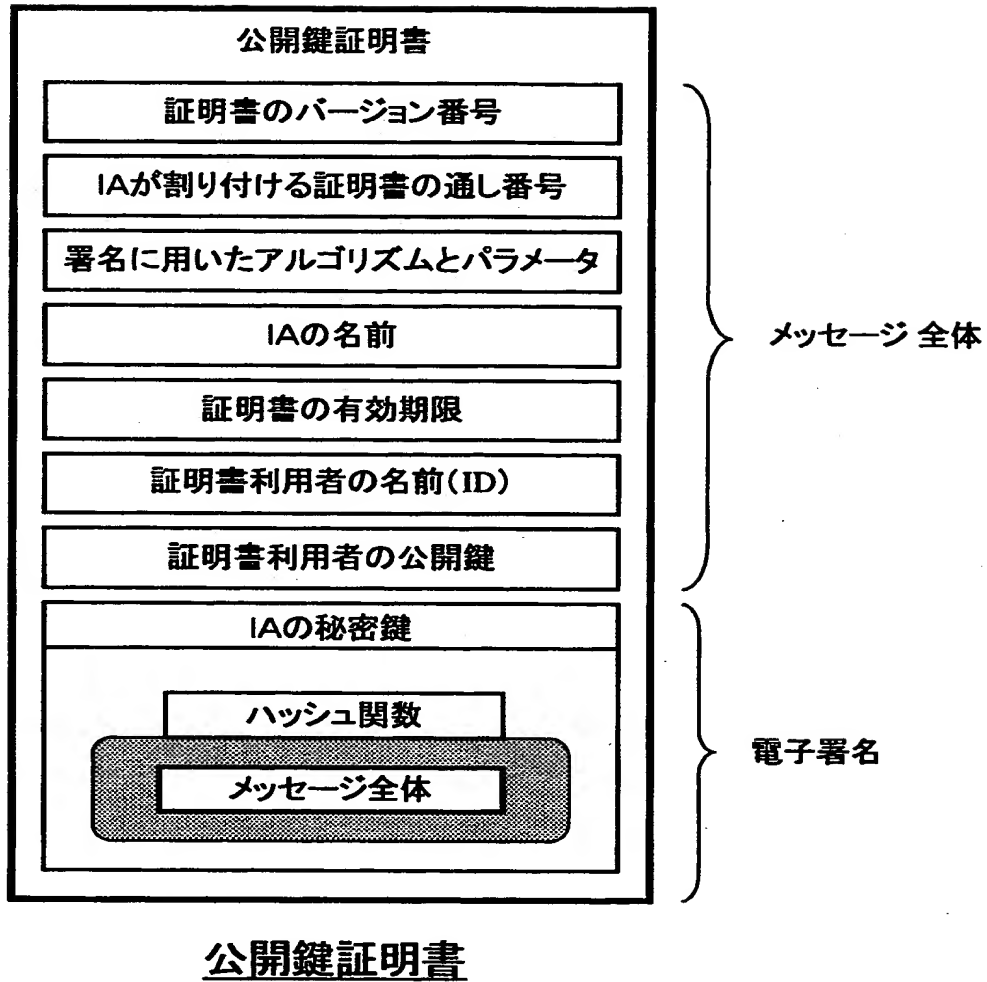 公開鍵証明書
証明書のバージョン番号
IAが割り付ける証明書の通し番号
署名に用いたアルゴリズムとパラメータ
IAの名前
証明書の有効期限
証明書利用者の名前(ID)
証明書利用者の公開鍵
メッセージ 全体
IAの秘密鍵
ハッシュ関数
メッセージ全体
電子署名
公開鍵証明書